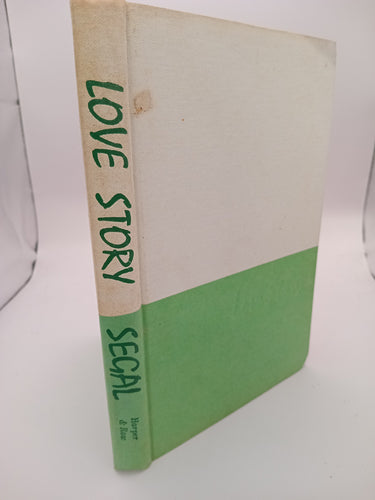 LOVE STORY
SEGAL
Harper
& Row